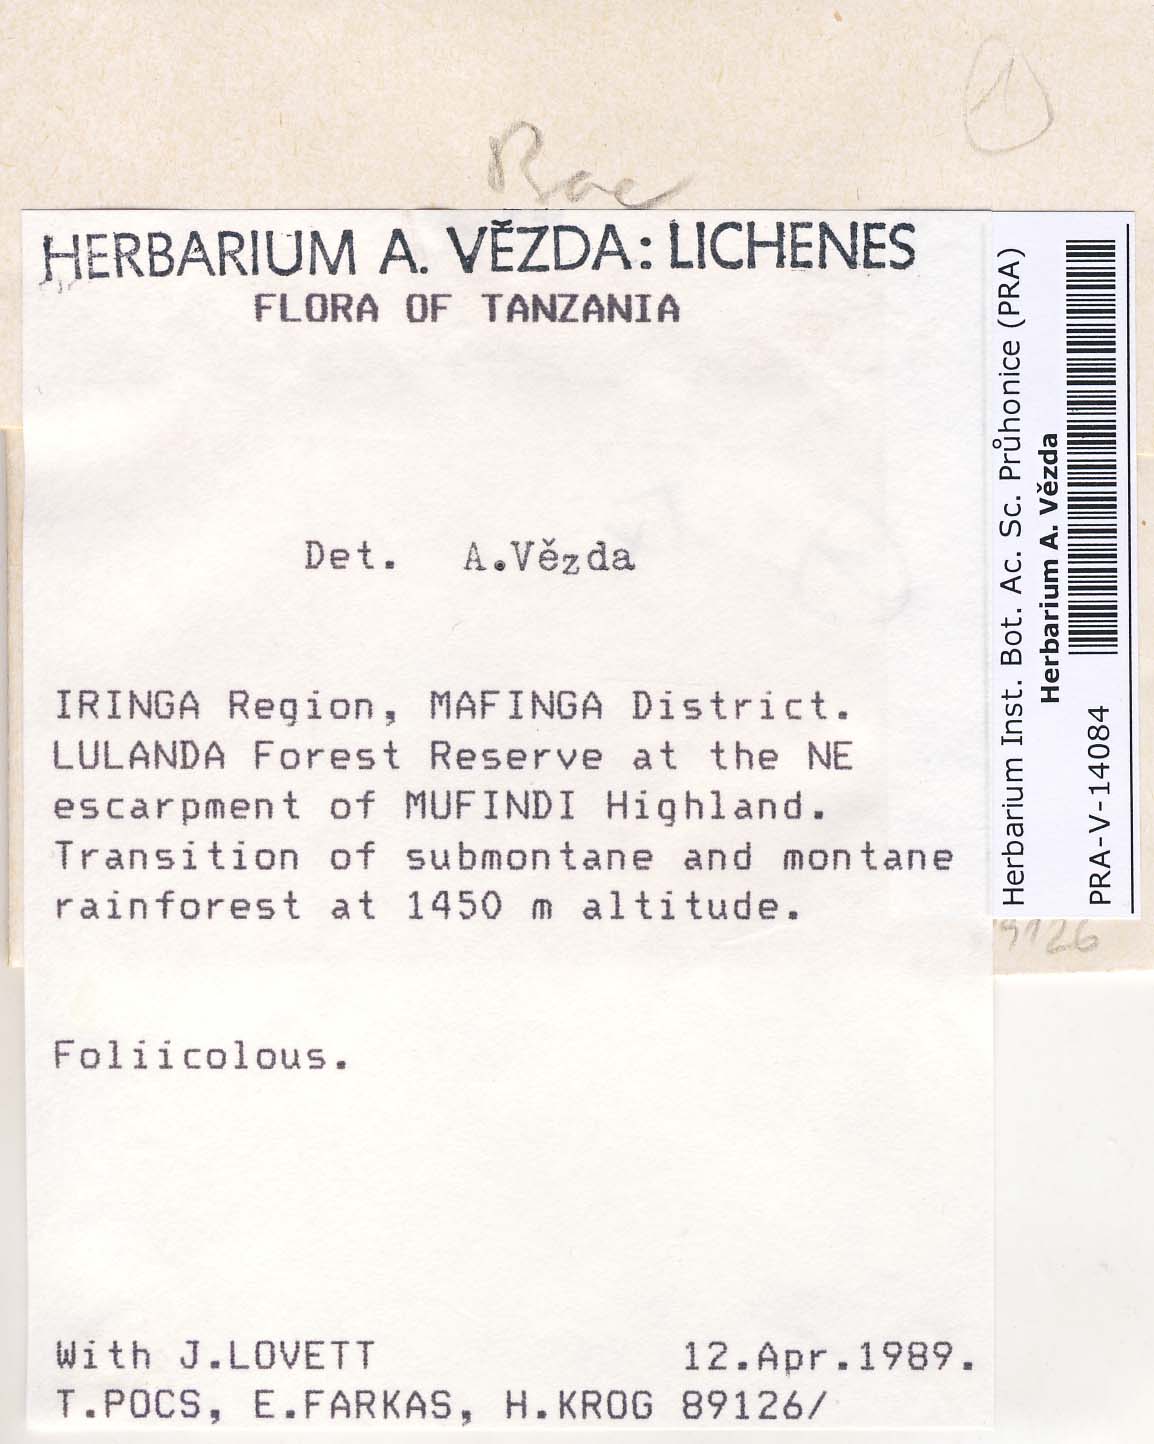 Bac
HERBARIUM A. VĚZDA: LICHENES
FLORA OF TANZANIA
Det. A.Vězda
IRINGA Region, MAFINGA District.
LULANDA Forest Reserve at the NE
escarpment of MUFINDI Highland.
Transition of submontane and montane
rainforest at 1450 m altitude.
Foliicolous.
With J.LOVETT 12.Apr.1989.
T.POCS, E.FARKAS, H.KROG 89126/
Herbarium Inst. Bot. Ac. Sc. Průhonice (PRA)
Herbarium A. Vězda
PRA-V-14084
9126